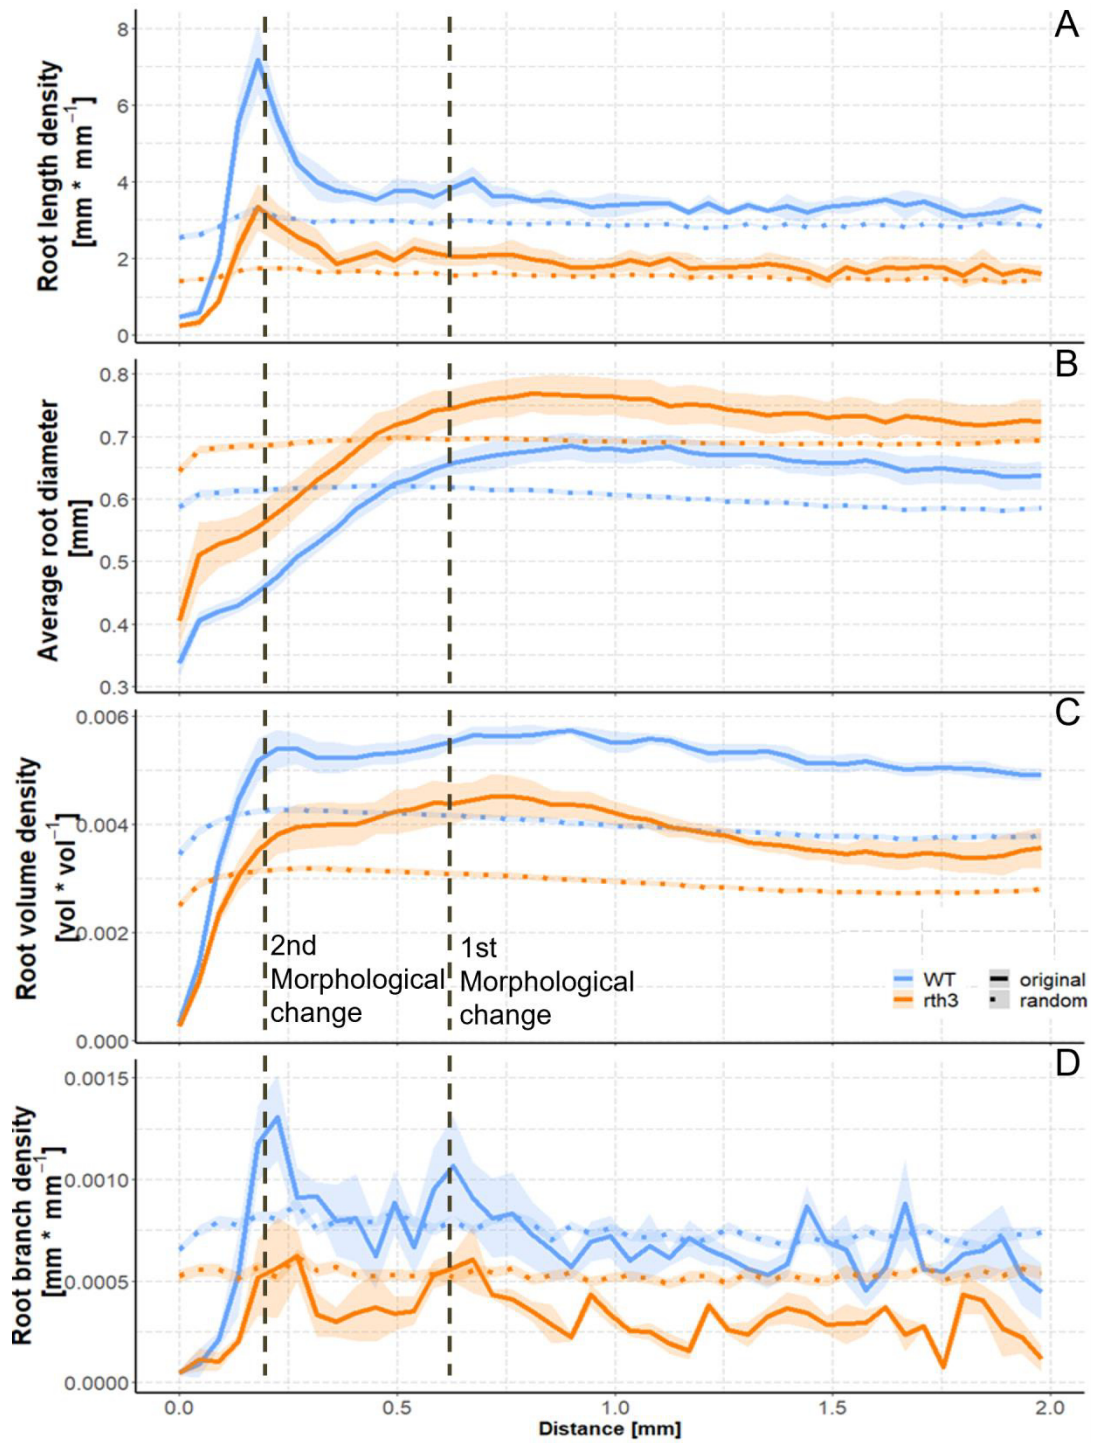 A
8
6
4
2
0
Root length density
[mm * mm⁻¹]
B
0.8
0.7
0.6
0.5
0.4
0.3
Average root diameter
[mm]
C
0.006
0.004
0.002
0.000
Root volume density
[vol * vol⁻¹]
2nd
Morphological
change
1st
Morphological
change
WT
rth3
original
random
D
0.0015
0.0010
0.0005
0.0000
Root branch density
[mm * mm⁻¹]
0.0 0.5 1.0 1.5 2.0
Distance [mm]